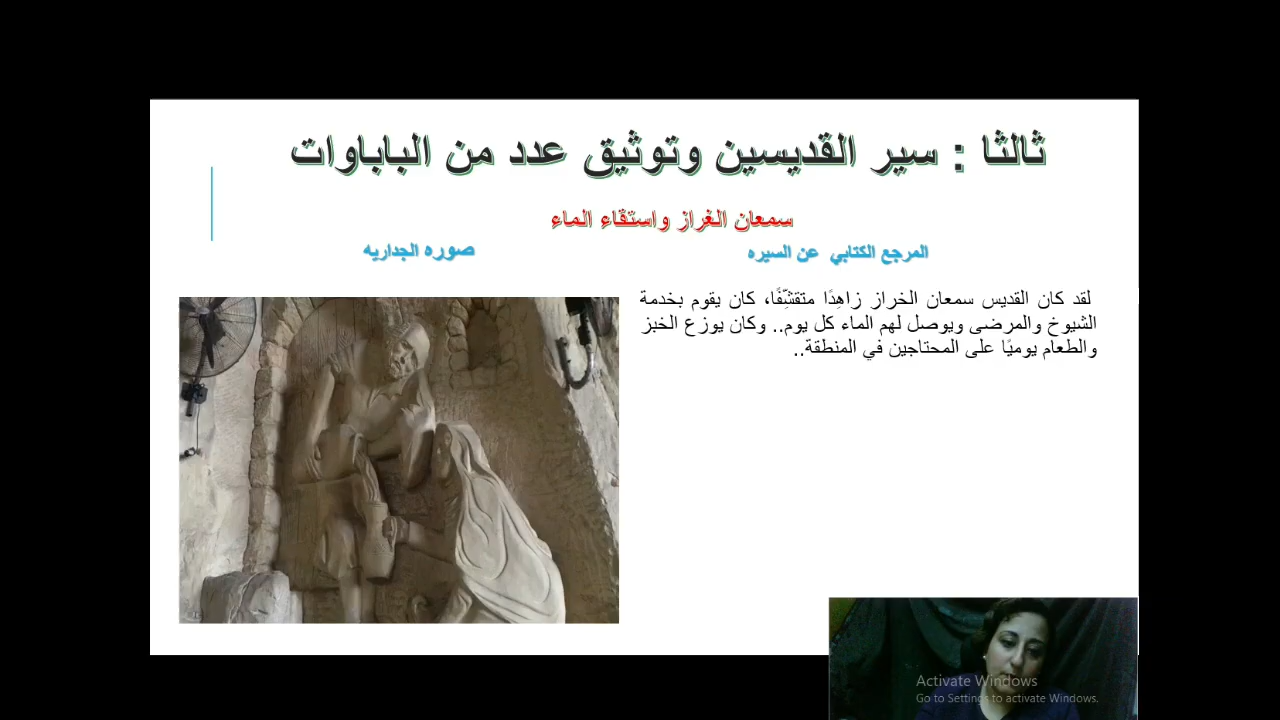 ثالثا : سير القديسين وتوثيق عدد من الباباوات
سمعان الغراز واستقاء الماء
المرجع الكتابي عن السيره
صوره الجداريه
لقد كان القديس سمعان الخراز زاهِدًا متقشِّفًا، كان يقوم بخدمة
الشيوخ والمرضى ويوصل لهم الماء كل يوم.. وكان يوزع الخبز
والطعام يوميًا على المحتاجين في المنطقة..
Activate Windows
Go to Settings to activate Windows.